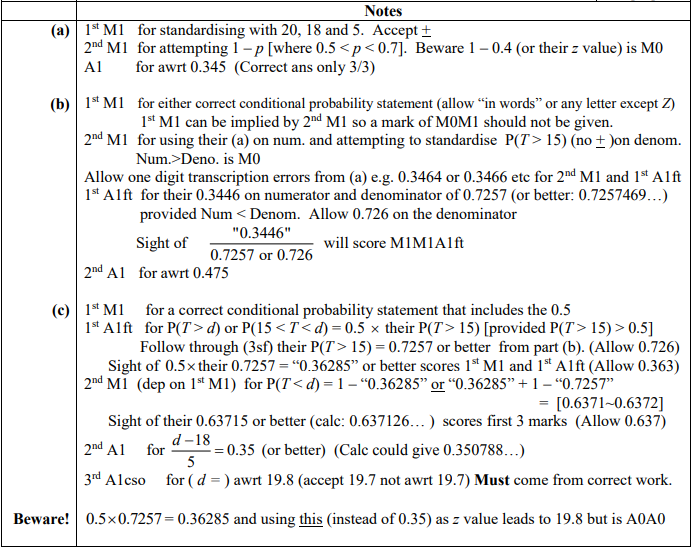 Notes
(a) 1st M1 for standardising with 20, 18 and 5. Accept ±
2nd M1 for attempting 1 – p [where 0.5 < p < 0.7]. Beware 1 – 0.4 (or their z value) is M0
A1 for awrt 0.345 (Correct ans only 3/3)
(b) 1st M1 for either correct conditional probability statement (allow “in words” or any letter except Z)
1st M1 can be implied by 2nd M1 so a mark of M0M1 should not be given.
2nd M1 for using their (a) on num. and attempting to standardise P(T > 15) (no ± )on denom.
Num.>Deno. is M0
Allow one digit transcription errors from (a) e.g. 0.3464 or 0.3466 etc for 2nd M1 and 1st A1ft
1st A1ft for their 0.3446 on numerator and denominator of 0.7257 (or better: 0.7257469…)
provided Num < Denom. Allow 0.726 on the denominator
"0.3446"
Sight of ——— will score M1M1A1ft
0.7257 or 0.726
2nd A1 for awrt 0.475
(c) 1st M1 for a correct conditional probability statement that includes the 0.5
1st A1ft for P(T > d) or P(15 < T < d) = 0.5 × their P(T > 15) [provided P(T > 15) > 0.5]
Follow through (3sf) their P(T > 15) = 0.7257 or better from part (b). (Allow 0.726)
Sight of 0.5× their 0.7257 = “0.36285” or better scores 1st M1 and 1st A1ft (Allow 0.363)
2nd M1 (dep on 1st M1) for P(T < d) = 1 – “0.36285” or “0.36285” + 1 – “0.7257”
= [0.6371~0.6372]
Sight of their 0.63715 or better (calc: 0.637126… ) scores first 3 marks (Allow 0.637)
2nd A1 for (d – 18)/5 = 0.35 (or better) (Calc could give 0.350788…)
3rd A1cso for ( d = ) awrt 19.8 (accept 19.7 not awrt 19.7) Must come from correct work.
Beware! 0.5×0.7257 = 0.36285 and using this (instead of 0.35) as z value leads to 19.8 but is A0A0